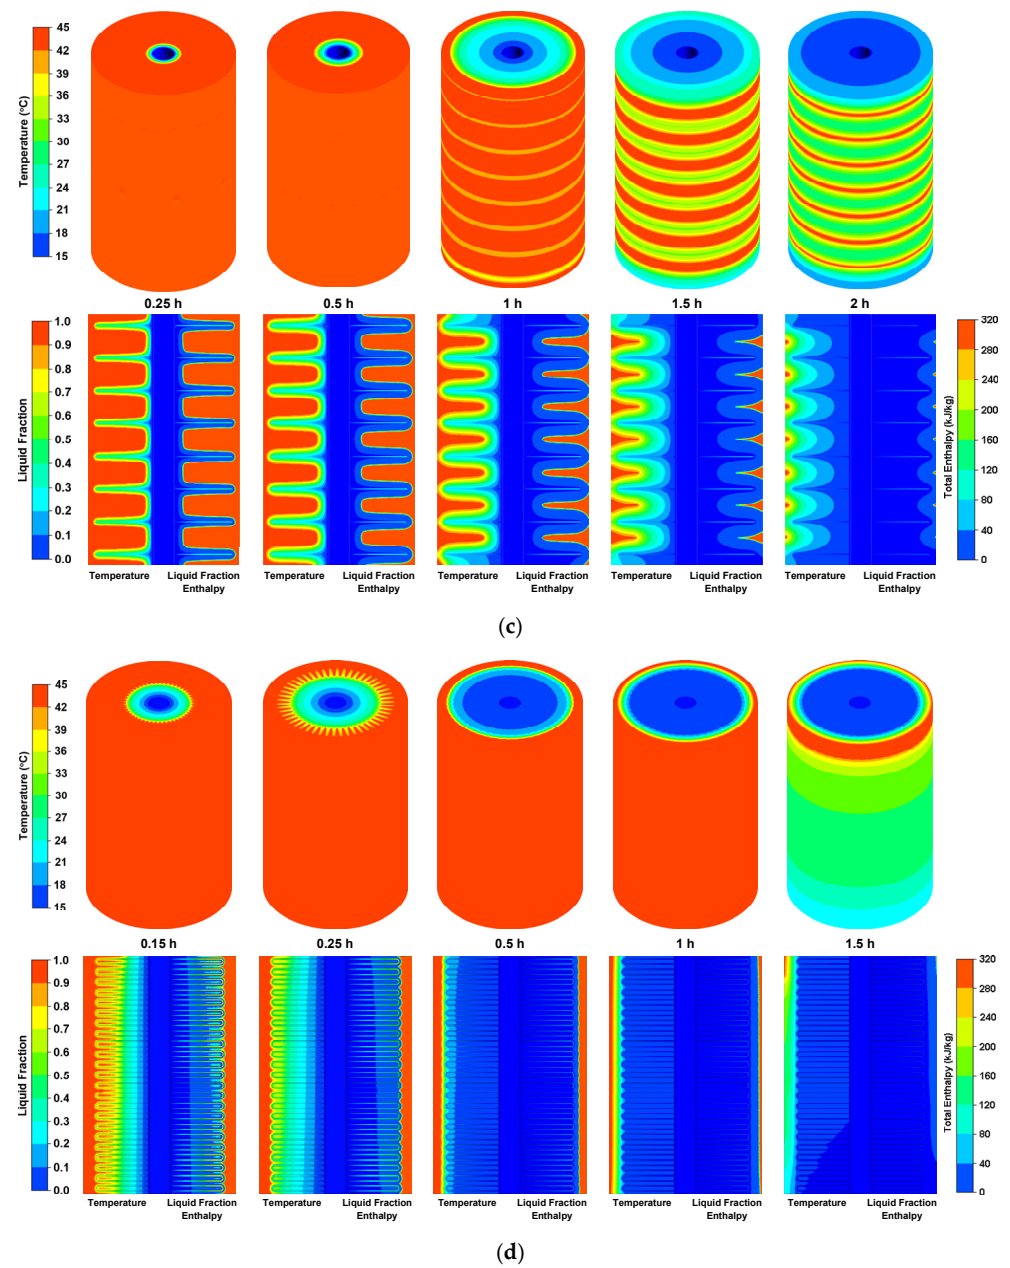 Temperature (°C)
45
42
39
36
33
30
27
24
21
18
15
0.25 h
0.5 h
1 h
1.5 h
2 h
Liquid Fraction
1.0
0.9
0.8
0.7
0.6
0.5
0.4
0.3
0.2
0.1
0.0
Total Enthalpy (kJ/kg)
320
280
240
200
160
120
80
40
0
Temperature Liquid Fraction
Enthalpy
Temperature Liquid Fraction
Enthalpy
Temperature Liquid Fraction
Enthalpy
Temperature Liquid Fraction
Enthalpy
Temperature Liquid Fraction
Enthalpy
(c)
Temperature (°C)
45
42
39
36
33
30
27
24
21
18
15
0.15 h
0.25 h
0.5 h
1 h
1.5 h
Liquid Fraction
1.0
0.9
0.8
0.7
0.6
0.5
0.4
0.3
0.2
0.1
0.0
Total Enthalpy (kJ/kg)
320
280
240
200
160
120
80
40
0
Temperature Liquid Fraction
Enthalpy
Temperature Liquid Fraction
Enthalpy
Temperature Liquid Fraction
Enthalpy
Temperature Liquid Fraction
Enthalpy
Temperature Liquid Fraction
Enthalpy
(d)